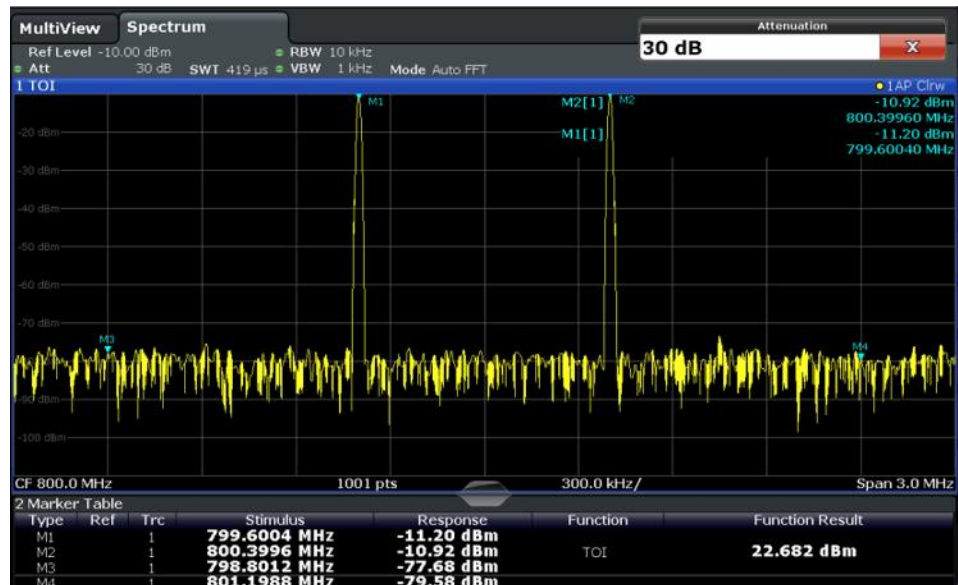 MultiView Spectrum
Attenuation
30 dB X
Ref Level -10.00 dBm RBW 10 kHz
Att 30 dB SWT 419 µs VBW 1 kHz Mode Auto FFT
1 TOI 1AP Clrw
M1 M2[1] M2 -10.92 dBm
800.39960 MHz
M1[1] -11.20 dBm
799.60040 MHz
-20 dBm
-30 dBm
-40 dBm
-50 dBm
-60 dBm
-70 dBm
M3 M4
-90 dBm
-100 dBm
CF 800.0 MHz 1001 pts 300.0 kHz/ Span 3.0 MHz
2 Marker Table
Type Ref Trc Stimulus Response Function Function Result
M1 1 799.6004 MHz -11.20 dBm
M2 1 800.3996 MHz -10.92 dBm TOI 22.682 dBm
M3 1 798.8012 MHz -77.68 dBm
M4 1 801.1988 MHz -79.58 dBm